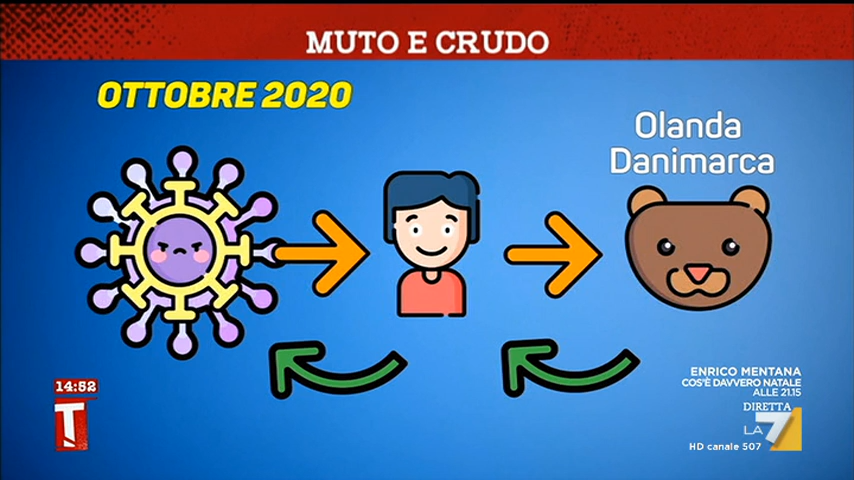 MUTO E CRUDO
OTTOBRE 2020
Olanda
Danimarca
14:52
T
ENRICO MENTANA
COS'È DAVVERO NATALE
ALLE 21.15
DIRETTA
LA7
HD canale 507